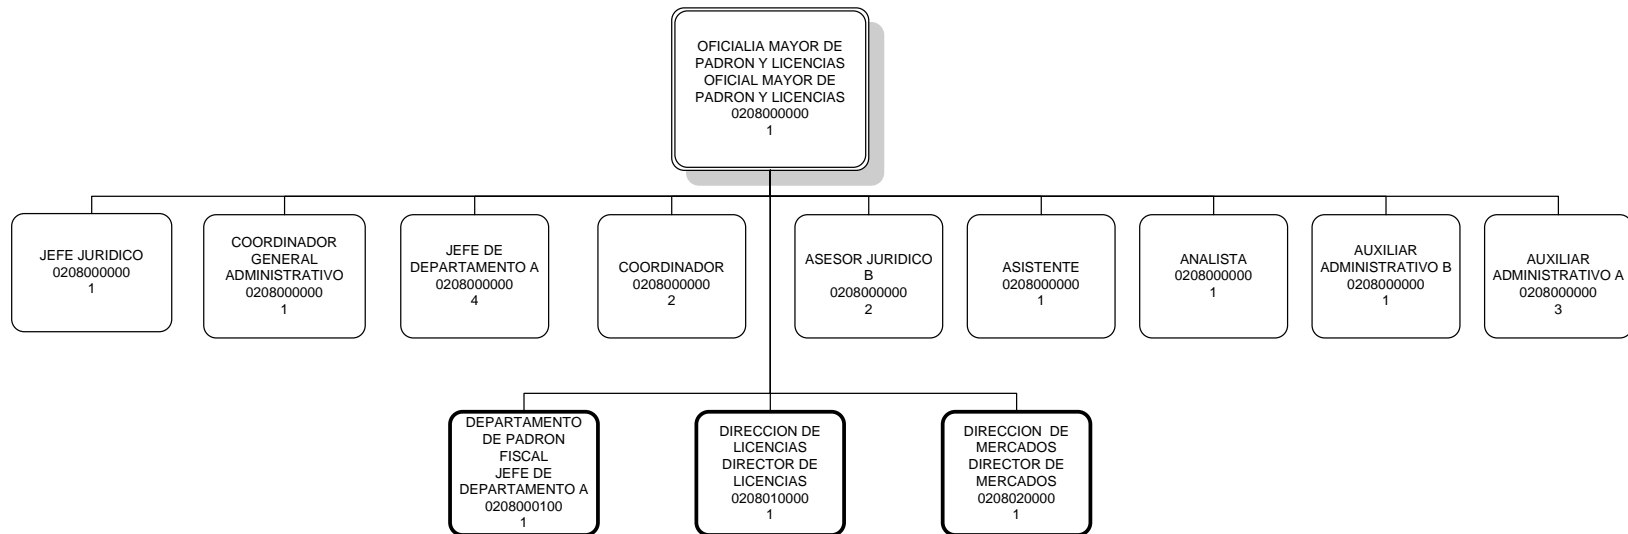 OFICIALIA MAYOR DE
PADRON Y LICENCIAS
OFICIAL MAYOR DE
PADRON Y LICENCIAS
0208000000
1
JEFE JURIDICO
0208000000
1
COORDINADOR
GENERAL
ADMINISTRATIVO
0208000000
1
JEFE DE
DEPARTAMENTO A
0208000000
4
COORDINADOR
0208000000
2
ASESOR JURIDICO
B
0208000000
2
ASISTENTE
0208000000
1
ANALISTA
0208000000
1
AUXILIAR
ADMINISTRATIVO B
0208000000
1
AUXILIAR
ADMINISTRATIVO A
0208000000
3
DEPARTAMENTO
DE PADRON
FISCAL
JEFE DE
DEPARTAMENTO A
0208000100
1
DIRECCION DE
LICENCIAS
DIRECTOR DE
LICENCIAS
0208010000
1
DIRECCION DE
MERCADOS
DIRECTOR DE
MERCADOS
0208020000
1